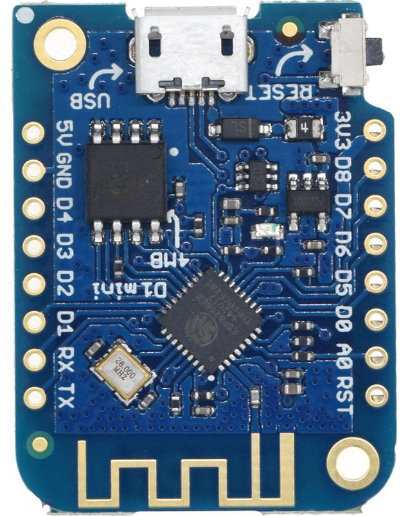 USB
RESET
5V
GND
D4
D3
D2
D1
RX
TX
3V3
D8
D7
D6
D5
D0
A0
RST
4
4MB
D1 mini
26.000
MHZ